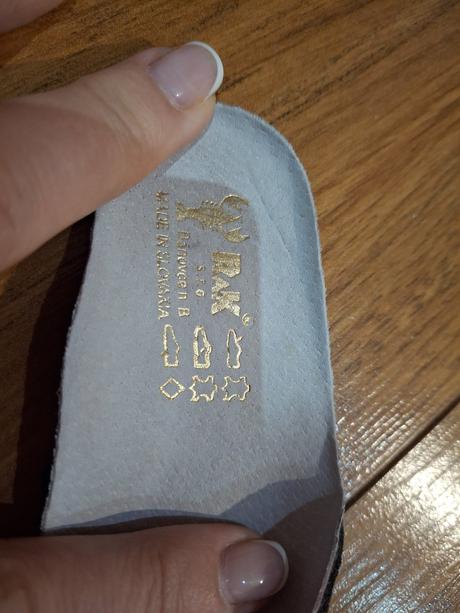 RAK®
s.r.o
Bánovce n B
MADE IN SLOVAKIA